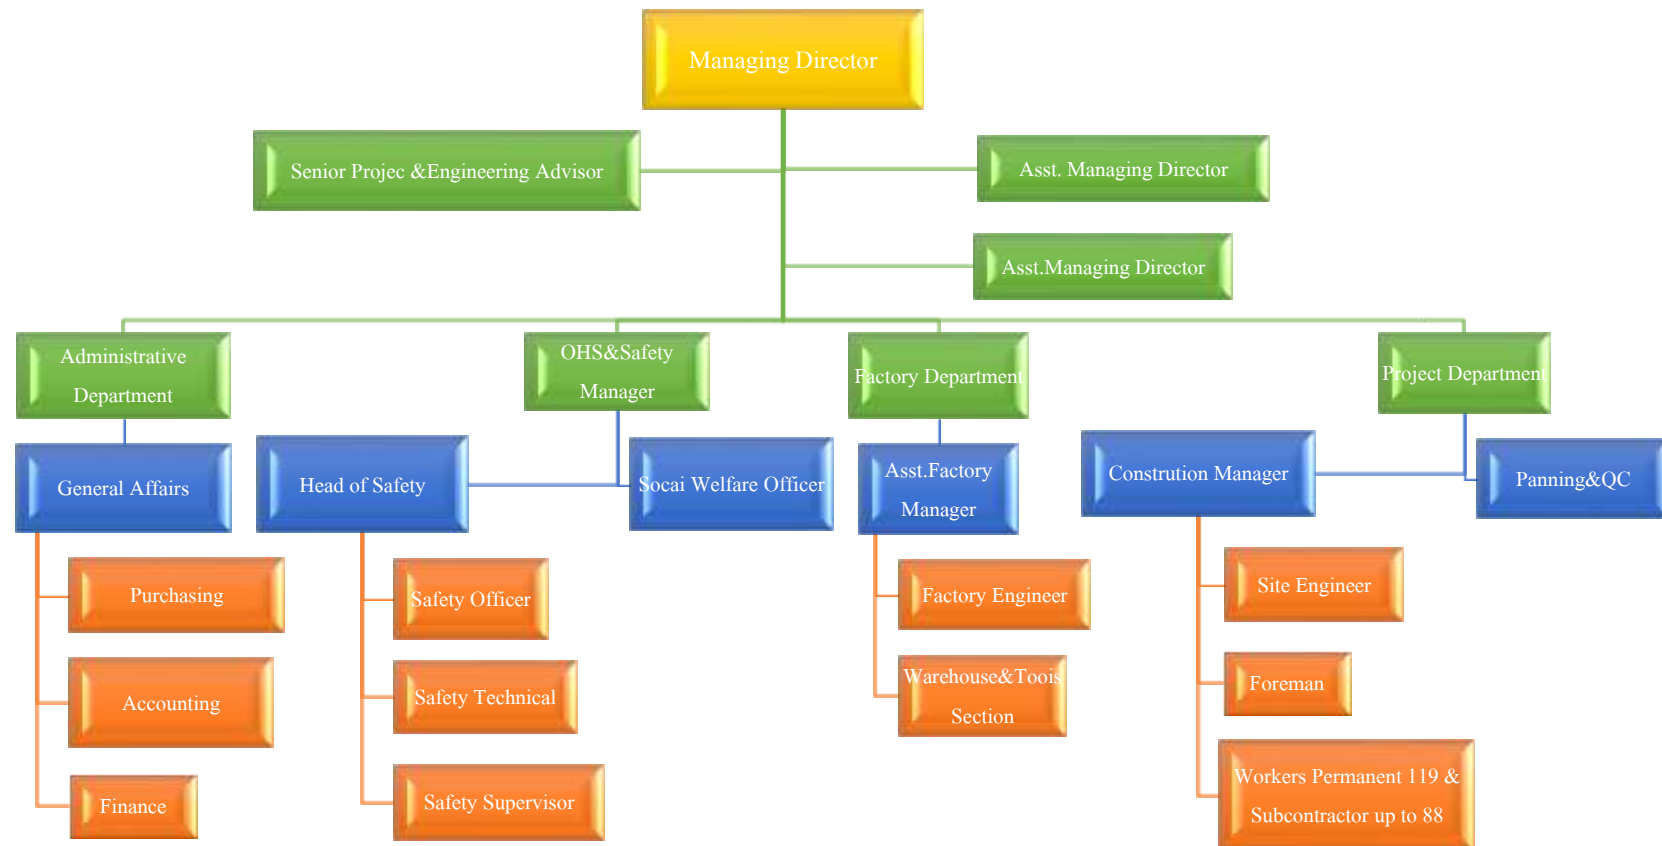 Managing Director
Senior Projec &Engineering Advisor
Asst. Managing Director
Asst.Managing Director
Administrative
Department
OHS&Safety
Manager
Factory Department
Project Department
General Affairs
Head of Safety
Socai Welfare Officer
Asst.Factory
Manager
Constrution Manager
Panning&QC
Purchasing
Accounting
Finance
Safety Officer
Safety Technical
Safety Supervisor
Factory Engineer
Warehouse&Toois
Section
Site Engineer
Foreman
Workers Permanent 119 &
Subcontractor up to 88